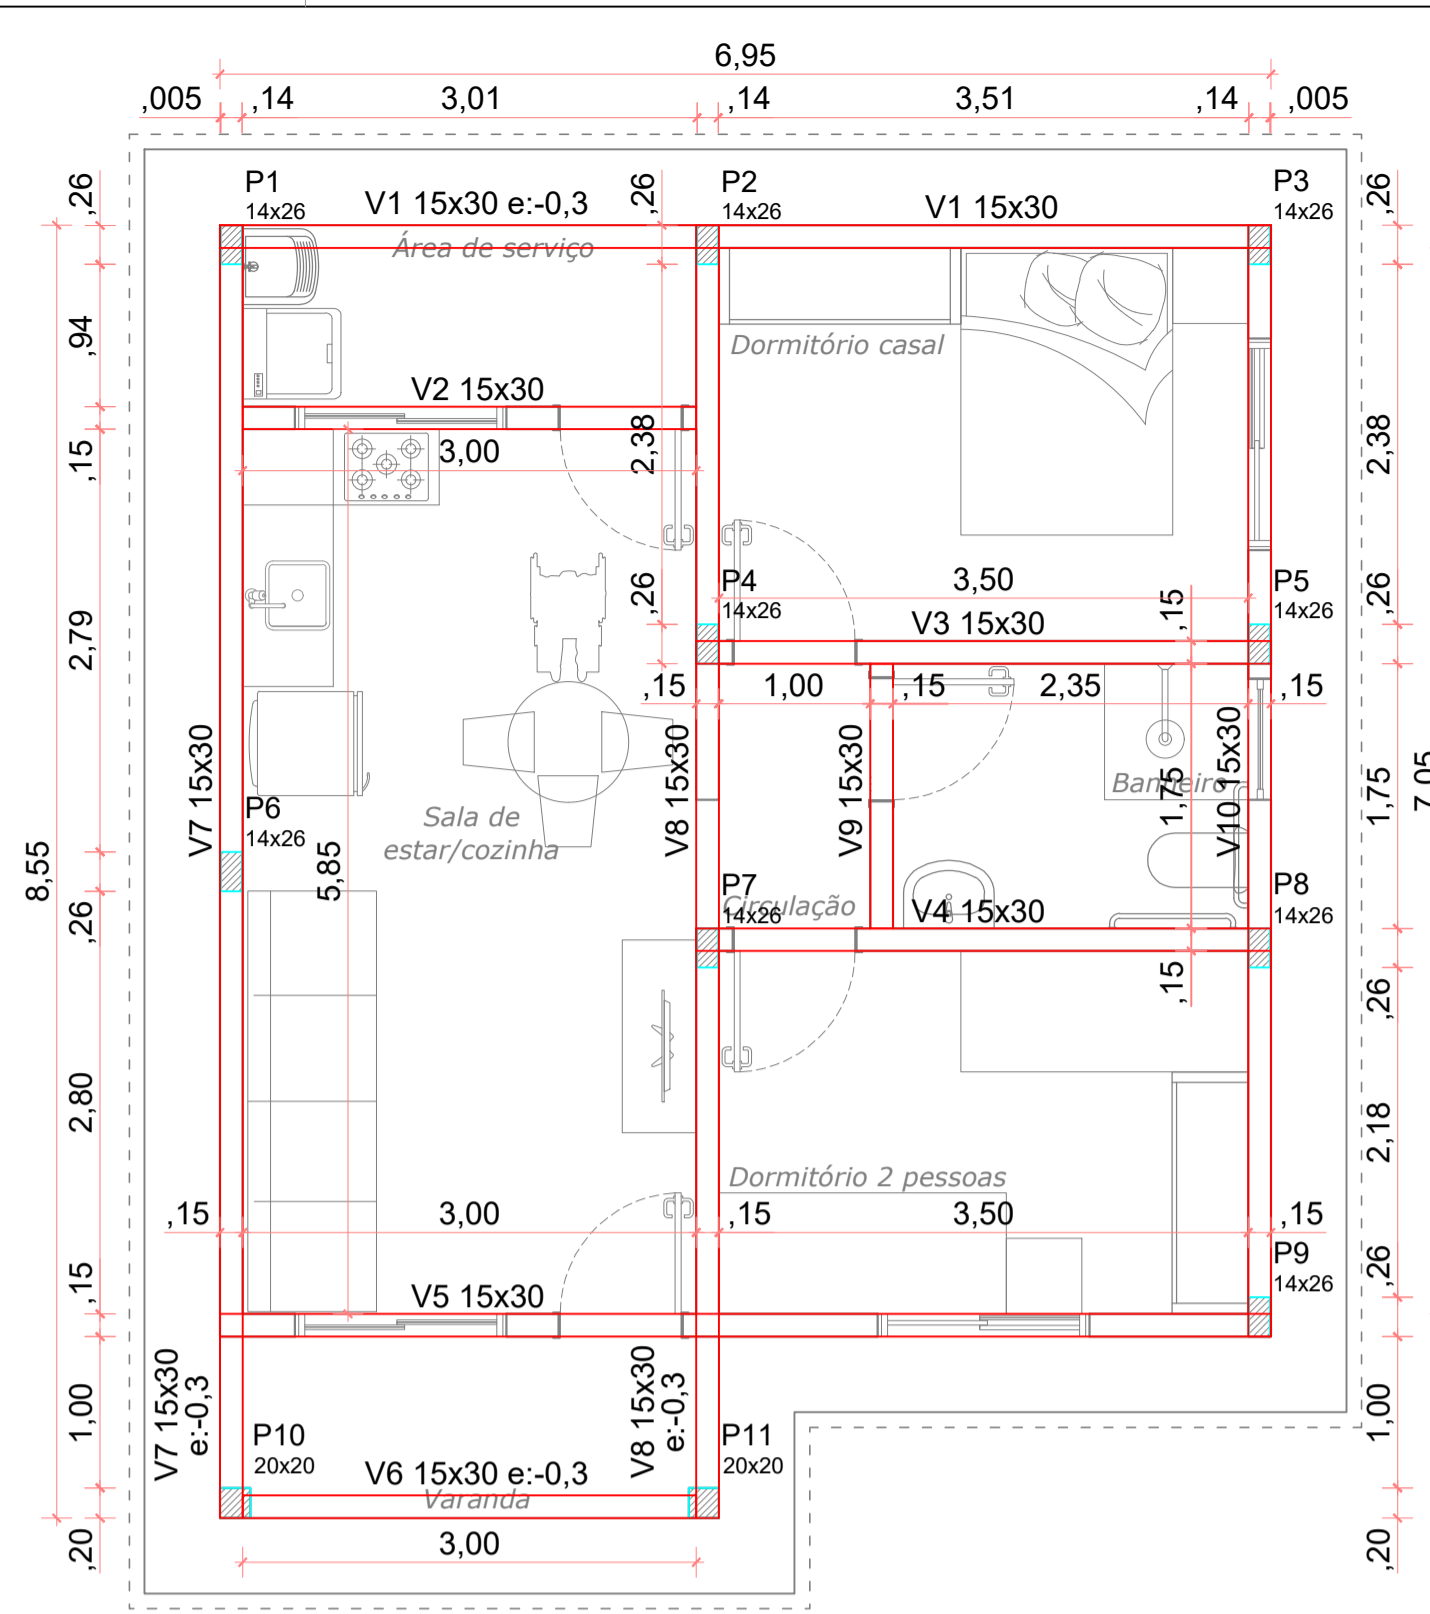 6,95
,005 ,14 3,01 ,14 3,51 ,14 ,005
,26
P1
14x26
V1 15x30 e:-0,3
,26
P2
14x26
V1 15x30
P3
14x26
,26
Área de serviço
,94
Dormitório casal
V2 15x30
,15
3,00
2,38
2,38
2,79
,26
P4
14x26
3,50
,15
P5
14x26
,26
V3 15x30
,15 1,00 ,15 2,35 ,15
V7 15x30
V8 15x30
V9 15x30
Banheiro
1,75
V10 15x30
1,75
7,05
P6
14x26
Sala de
estar/cozinha
8,55
5,85
,26
P7
14x26
Circulação
V4 15x30
P8
14x26
,15
,26
2,80
2,18
Dormitório 2 pessoas
,15 3,00 ,15 3,50 ,15
,15
V5 15x30
P9
14x26
,26
1,00
V7 15x30
e:-0,3
P10
20x20
V8 15x30
e:-0,3
P11
20x20
1,00
V6 15x30 e:-0,3
Varanda
,20
3,00
,20